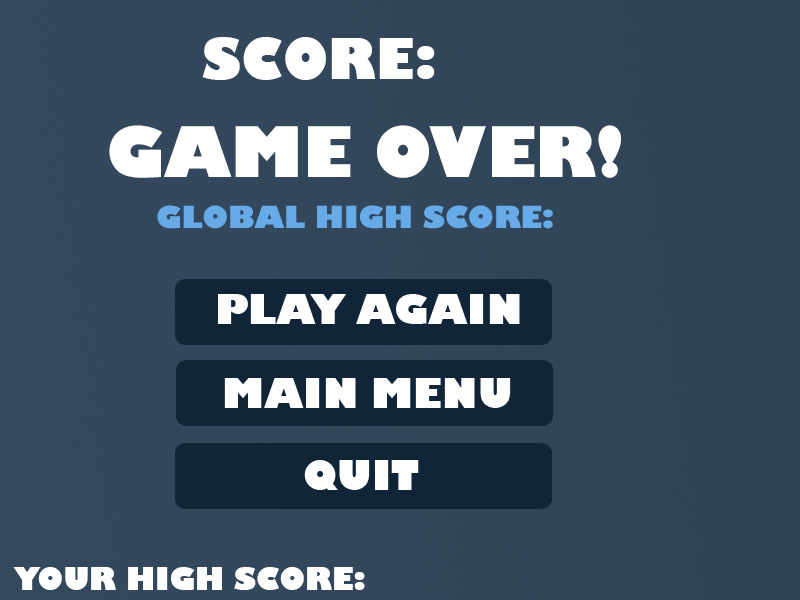 SCORE:
GAME OVER!
GLOBAL HIGH SCORE:
PLAY AGAIN
MAIN MENU
QUIT
YOUR HIGH SCORE: